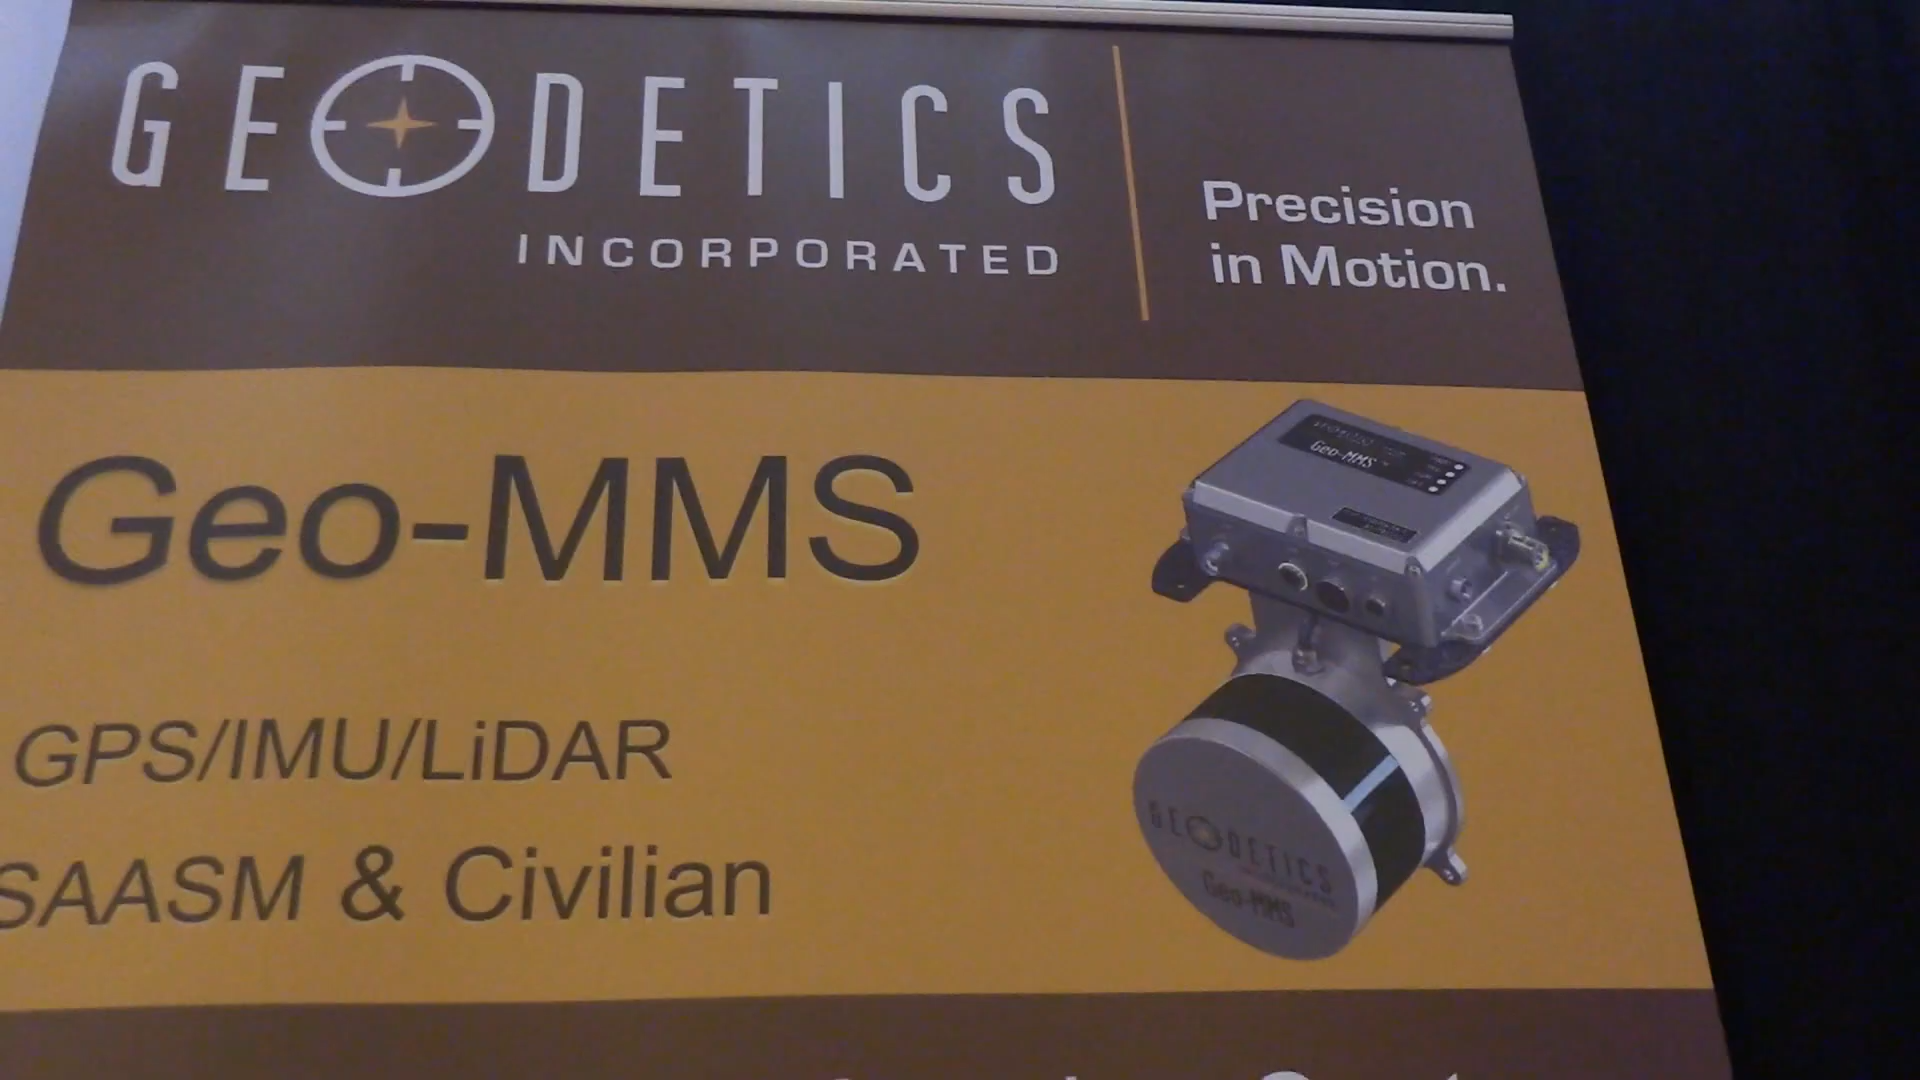 GEODETICS
INCORPORATED
Precision
in Motion.
Geo-MMS
Geo-MMS
GPS/IMU/LiDAR
SAASM & Civilian
GEODETICS
Geo-MMS